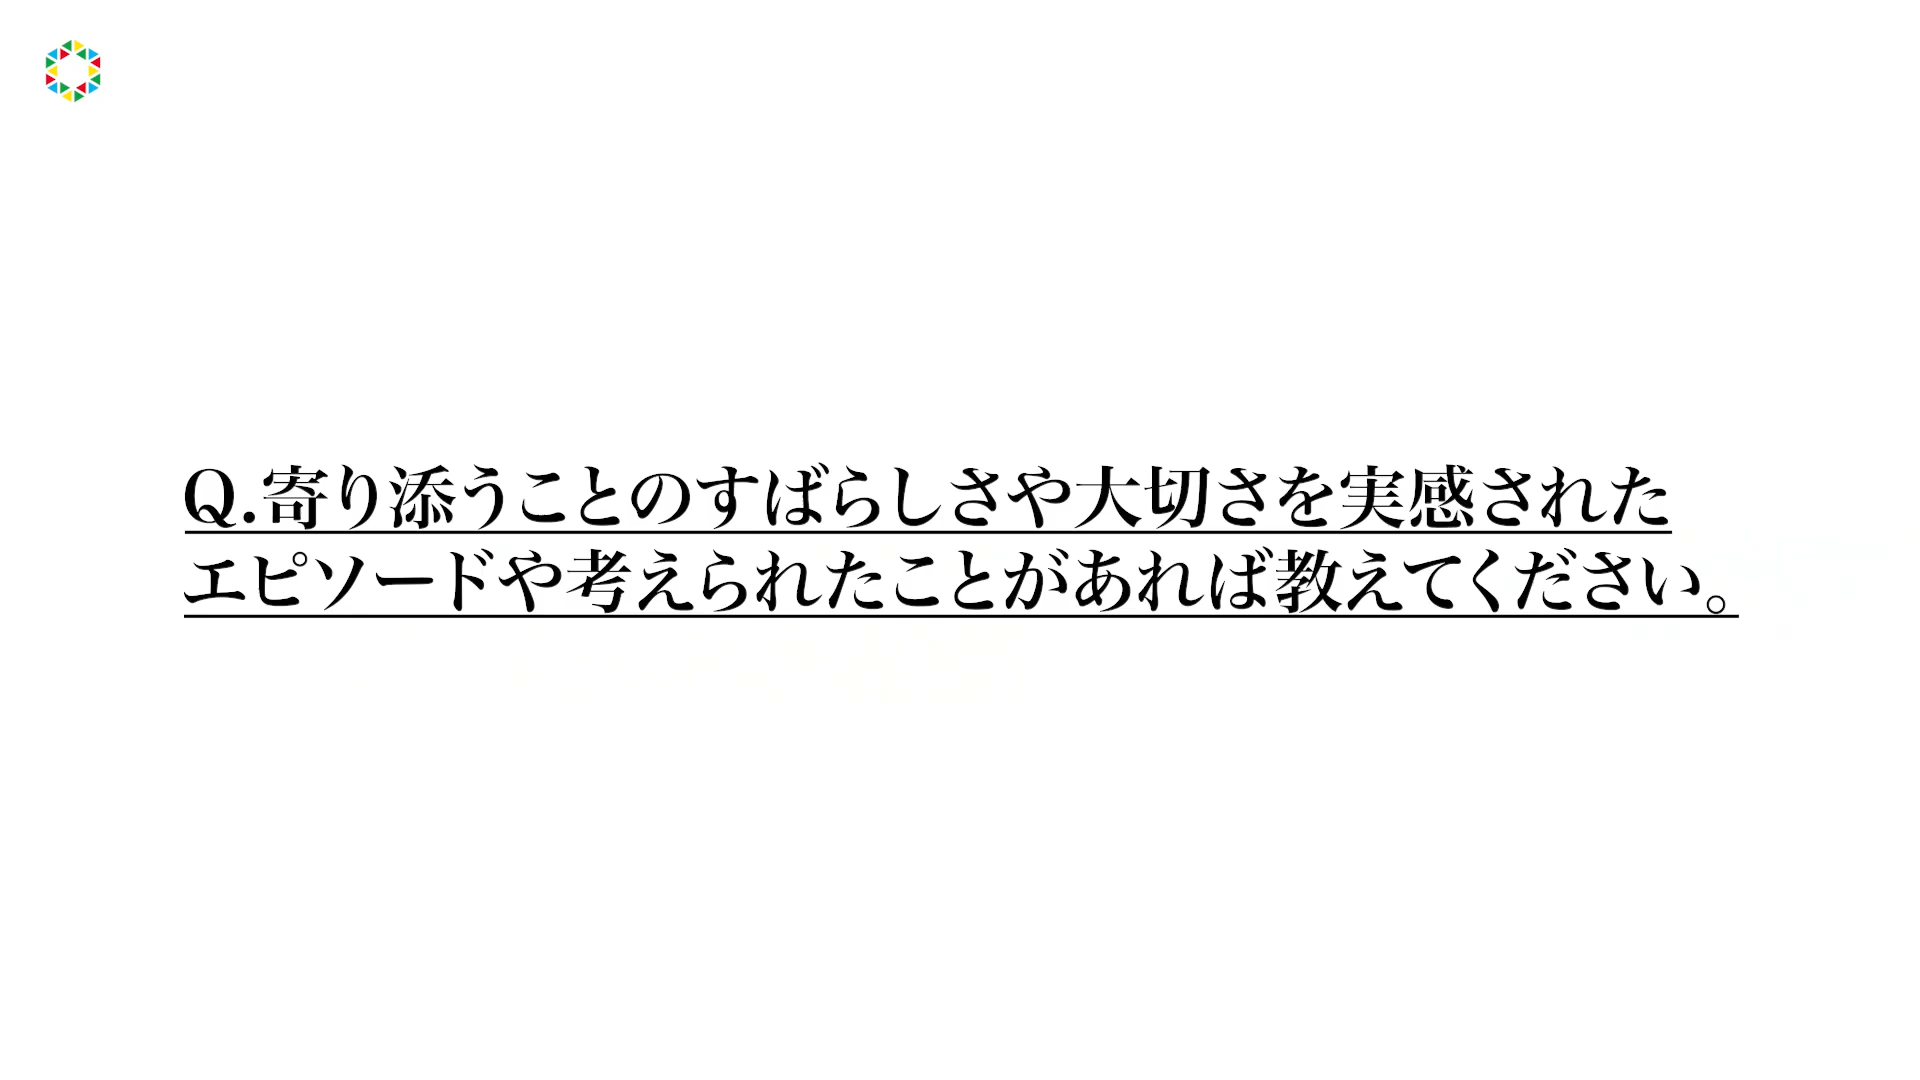 Q.寄り添うことのすばらしさや大切さを実感された
エピソードや考えられたことがあれば教えてください。